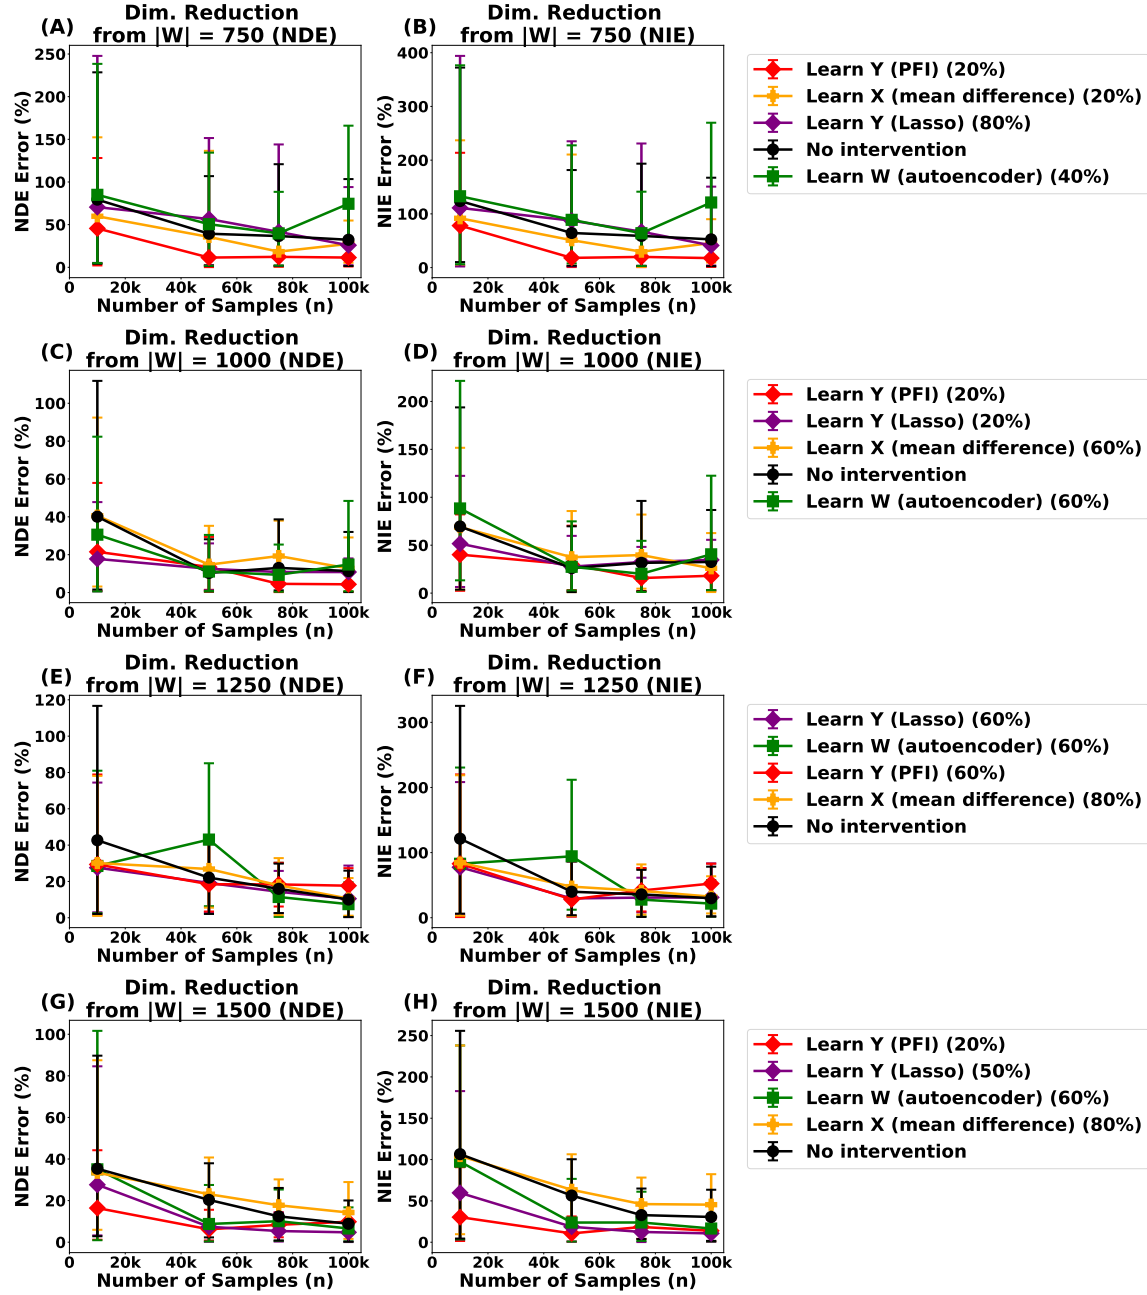 (A)
Dim. Reduction
from |W| = 750 (NDE)
NDE Error (%)
250
200
150
100
50
0
0 20k 40k 60k 80k 100k
Number of Samples (n)
(B)
Dim. Reduction
from |W| = 750 (NIE)
NIE Error (%)
400
300
200
100
0
0 20k 40k 60k 80k 100k
Number of Samples (n)
Learn Y (PFI) (20%)
Learn X (mean difference) (20%)
Learn Y (Lasso) (80%)
No intervention
Learn W (autoencoder) (40%)
(C)
Dim. Reduction
from |W| = 1000 (NDE)
NDE Error (%)
100
80
60
40
20
0
0 20k 40k 60k 80k 100k
Number of Samples (n)
(D)
Dim. Reduction
from |W| = 1000 (NIE)
NIE Error (%)
200
150
100
50
0
0 20k 40k 60k 80k 100k
Number of Samples (n)
Learn Y (PFI) (20%)
Learn Y (Lasso) (20%)
Learn X (mean difference) (60%)
No intervention
Learn W (autoencoder) (60%)
(E)
Dim. Reduction
from |W| = 1250 (NDE)
NDE Error (%)
120
100
80
60
40
20
0
0 20k 40k 60k 80k 100k
Number of Samples (n)
(F)
Dim. Reduction
from |W| = 1250 (NIE)
NIE Error (%)
300
200
100
0
0 20k 40k 60k 80k 100k
Number of Samples (n)
Learn Y (Lasso) (60%)
Learn W (autoencoder) (60%)
Learn Y (PFI) (60%)
Learn X (mean difference) (80%)
No intervention
(G)
Dim. Reduction
from |W| = 1500 (NDE)
NDE Error (%)
100
80
60
40
20
0
0 20k 40k 60k 80k 100k
Number of Samples (n)
(H)
Dim. Reduction
from |W| = 1500 (NIE)
NIE Error (%)
250
200
150
100
50
0
0 20k 40k 60k 80k 100k
Number of Samples (n)
Learn Y (PFI) (20%)
Learn Y (Lasso) (50%)
Learn W (autoencoder) (60%)
Learn X (mean difference) (80%)
No intervention